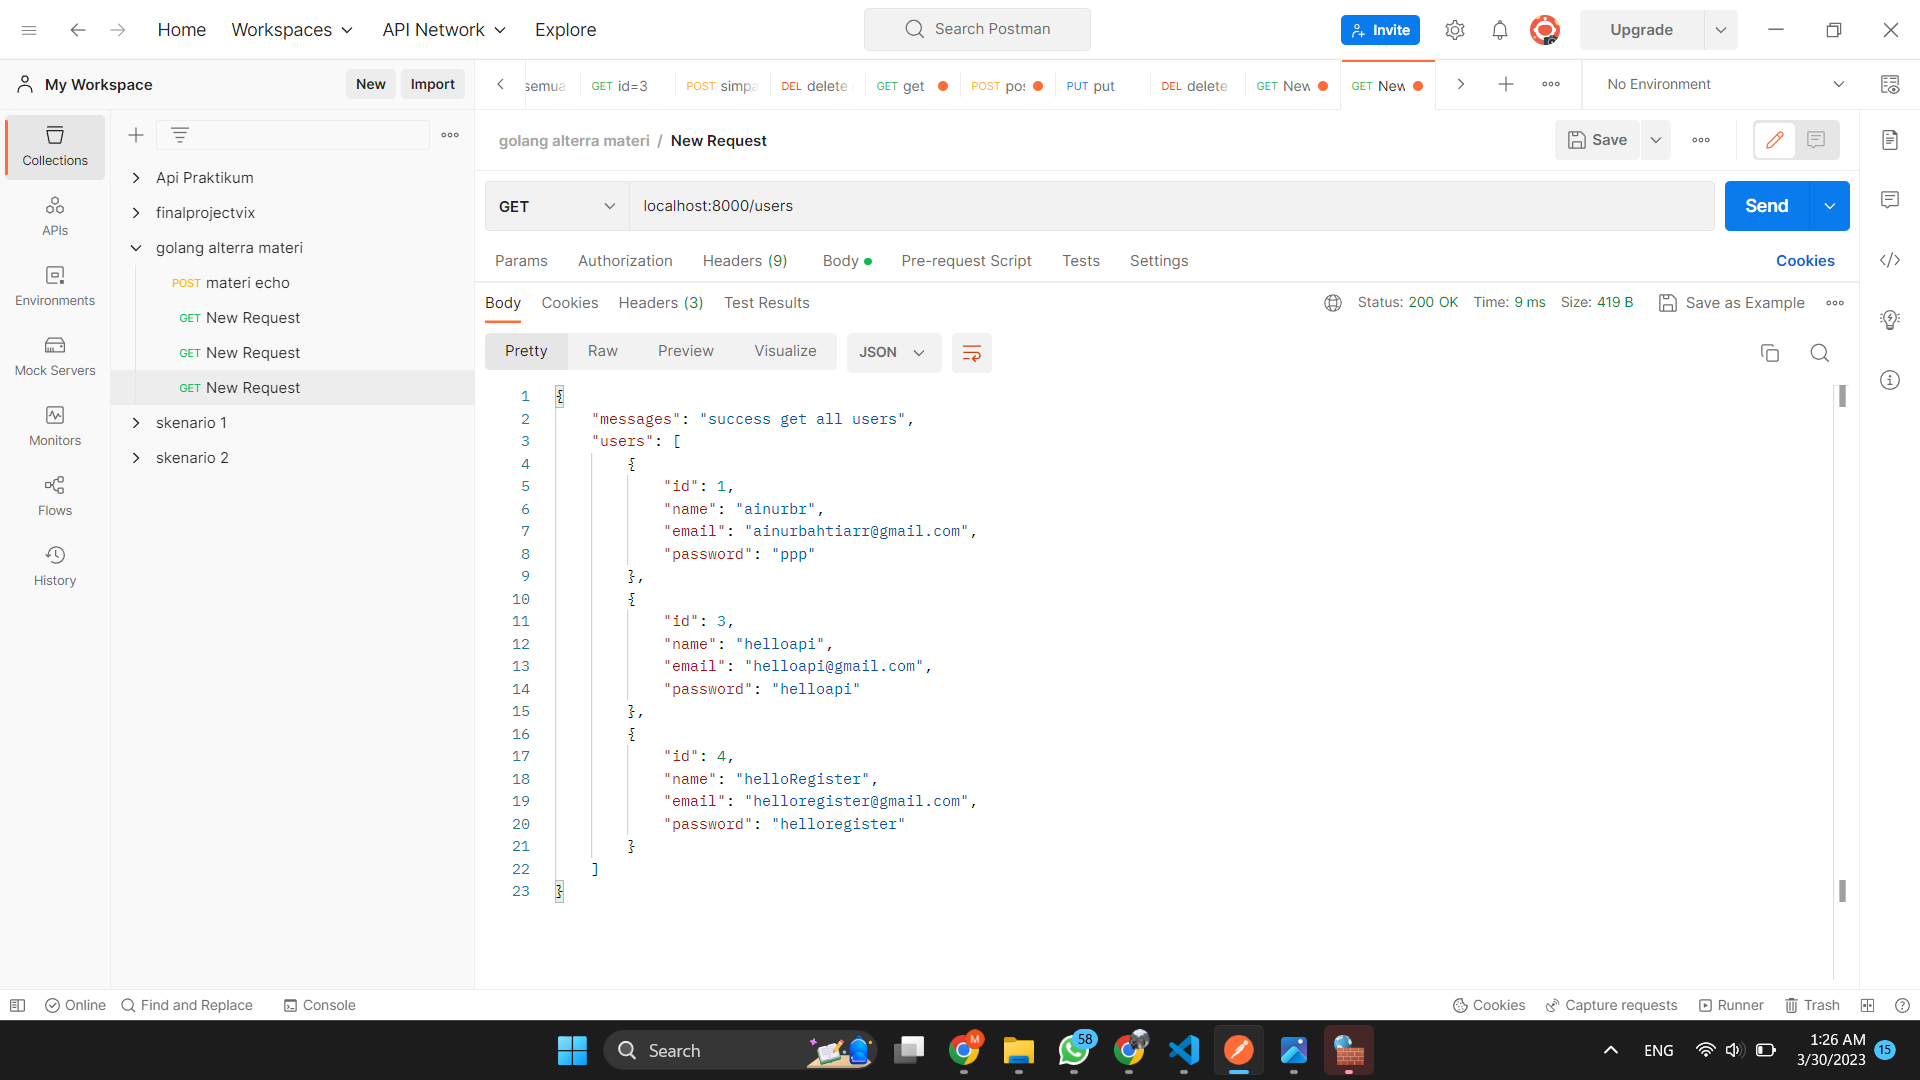 Home
Workspaces
API Network
Explore
Search Postman
Invite
Upgrade
My Workspace
New
Import
semua
GET id=3
POST simpa
DEL delete
GET get
POST pos
PUT put
DEL delete
GET New
GET New
No Environment
golang alterra materi / New Request
Save
Collections
APIs
Environments
Mock Servers
Monitors
Flows
History
Api Praktikum
finalprojectvix
golang alterra materi
POST materi echo
GET New Request
GET New Request
GET New Request
skenario 1
skenario 2
GET
localhost:8000/users
Send
Params
Authorization
Headers (9)
Body
Pre-request Script
Tests
Settings
Cookies
Body
Cookies
Headers (3)
Test Results
Status: 200 OK
Time: 9 ms
Size: 419 B
Save as Example
Pretty
Raw
Preview
Visualize
JSON
1 {
2 "messages": "success get all users",
3 "users": [
4 {
5 "id": 1,
6 "name": "ainurbr",
7 "email": "ainurbahtiarr@gmail.com",
8 "password": "ppp"
9 },
10 {
11 "id": 3,
12 "name": "helloapi",
13 "email": "helloapi@gmail.com",
14 "password": "helloapi"
15 },
16 {
17 "id": 4,
18 "name": "helloRegister",
19 "email": "helloregister@gmail.com",
20 "password": "helloregister"
21 }
22 ]
23 }
Online
Find and Replace
Console
Cookies
Capture requests
Runner
Trash
Search
M
58
ENG
1:26 AM
3/30/2023
15